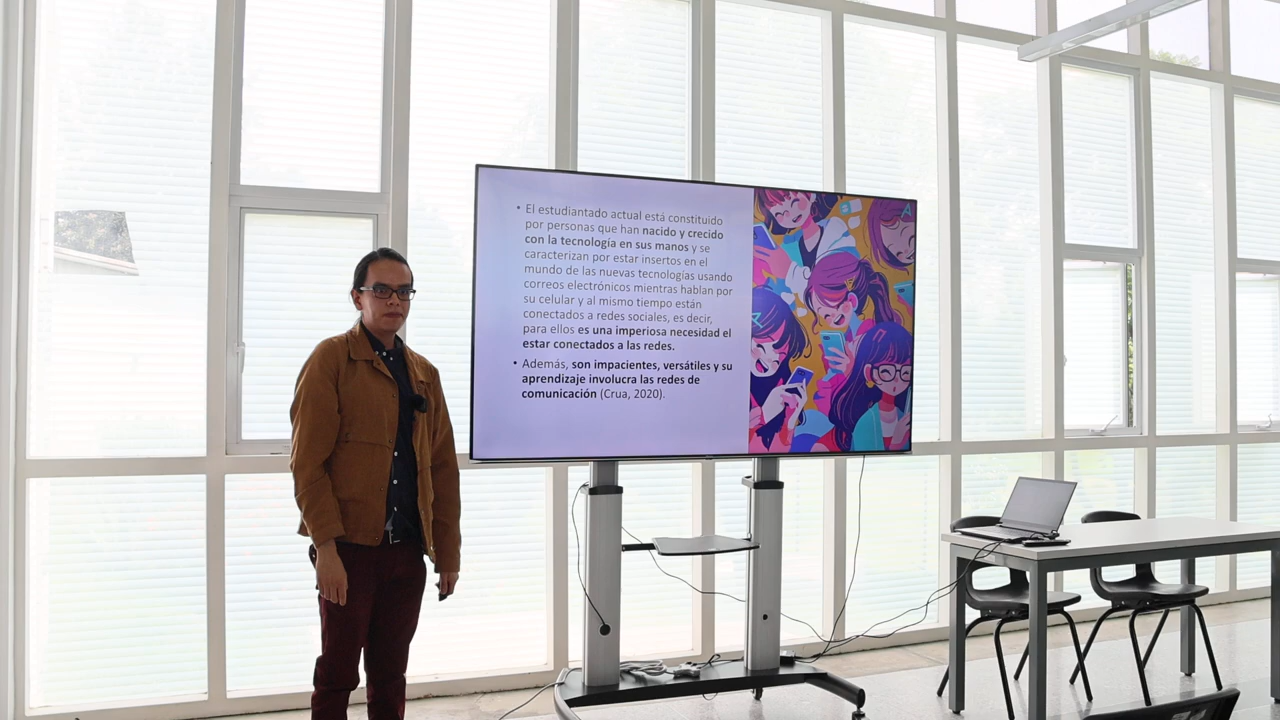 • El estudiantado actual está constituido
por personas que han nacido y crecido
con la tecnología en sus manos y se
caracterizan por estar insertos en el
mundo de las nuevas tecnologías usando
correos electrónicos mientras hablan por
su celular y al mismo tiempo están
conectados a redes sociales, es decir,
para ellos es una imperiosa necesidad el
estar conectados a las redes.
• Además, son impacientes, versátiles y su
aprendizaje involucra las redes de
comunicación (Crua, 2020).